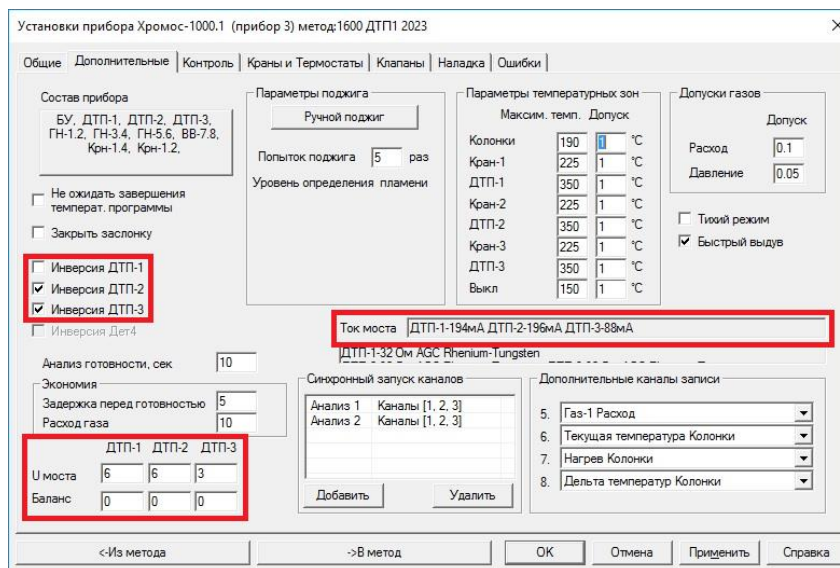 Установки прибора Хромос-1000.1 (прибор 3) метод:1600 ДТП1 2023
Общие Дополнительные Контроль Краны и Термостаты Клапаны Наладка Ошибки
Состав прибора
БУ, ДТП-1, ДТП-2, ДТП-3,
ГН-1.2, ГН-3.4, ГН-5.6, ВВ-7.8,
Крн-1.4, Крн-1.2,
Не ожидать завершения
температ. программы
Закрыть заслонку
Инверсия ДТП-1
Инверсия ДТП-2
Инверсия ДТП-3
Инверсия Дет4
Анализ готовности, сек 10
Экономия
Задержка перед готовностью 5
Расход газа 10
ДТП-1 ДТП-2 ДТП-3
U моста 6 6 3
Баланс 0 0 0
Параметры поджига
Ручной поджиг
Попыток поджига 5 раз
Уровень определения пламени
Параметры температурных зон
Максим. темп. Допуск
Колонки 190 1 °C
Кран-1 225 1 °C
ДТП-1 350 1 °C
Кран-2 225 1 °C
ДТП-2 350 1 °C
Кран-3 225 1 °C
ДТП-3 350 1 °C
Выкл 150 1 °C
Допуски газов
Допуск
Расход 0.1
Давление 0.05
Тихий режим
Быстрый выдув
Ток моста ДТП-1-194мА ДТП-2-196мА ДТП-3-88мА
ДТП-1-32 Ом AGC Rhenium-Tungsten
Синхронный запуск каналов
Анализ 1 Каналы [1, 2, 3]
Анализ 2 Каналы [1, 2, 3]
Добавить Удалить
Дополнительные каналы записи
5. Газ-1 Расход
6. Текущая температура Колонки
7. Нагрев Колонки
8. Дельта температур Колонки
<-Из метода ->В метод OK Отмена Применить Справка